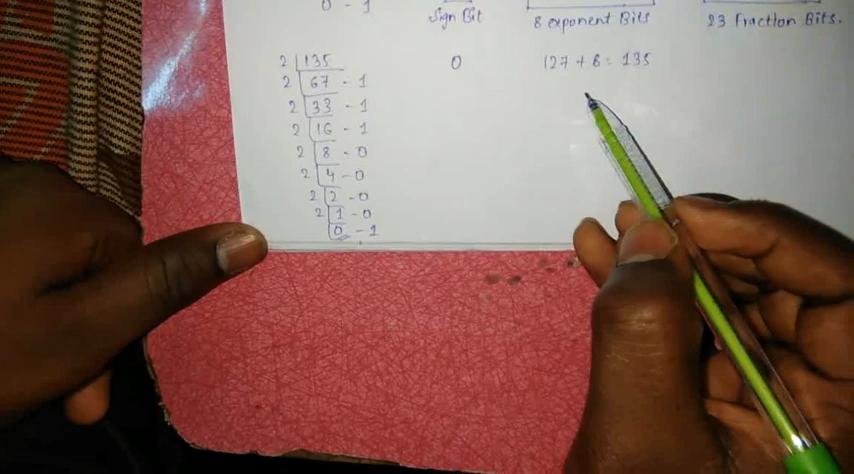 0 - 1
Sign Bit 8 exponent Bits 23 Fraction Bits.
2 135 0 127 + 8 = 135
2 67 - 1
2 33 - 1
2 16 - 1
2 8 - 0
2 4 - 0
2 2 - 0
2 1 - 0
0 - 1